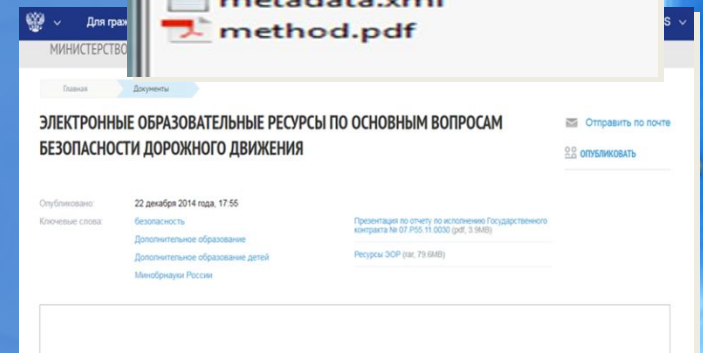 metadata.xml
method.pdf
Для граж
S
МИНИСТЕРСТВО
Главная
Документы
ЭЛЕКТРОННЫЕ ОБРАЗОВАТЕЛЬНЫЕ РЕСУРСЫ ПО ОСНОВНЫМ ВОПРОСАМ
БЕЗОПАСНОСТИ ДОРОЖНОГО ДВИЖЕНИЯ
Отправить по почте
ОПУБЛИКОВАТЬ
Опубликовано:
22 декабря 2014 года, 17:55
Ключевые слова:
безопасность
Дополнительное образование
Дополнительное образование детей
Минобрнауки России
Презентация по отчету по исполнению Государственного
контракта № 07.P55.11.0030 (pdf, 3.9MB)
Ресурсы ЭОР (rar, 79.6MB)